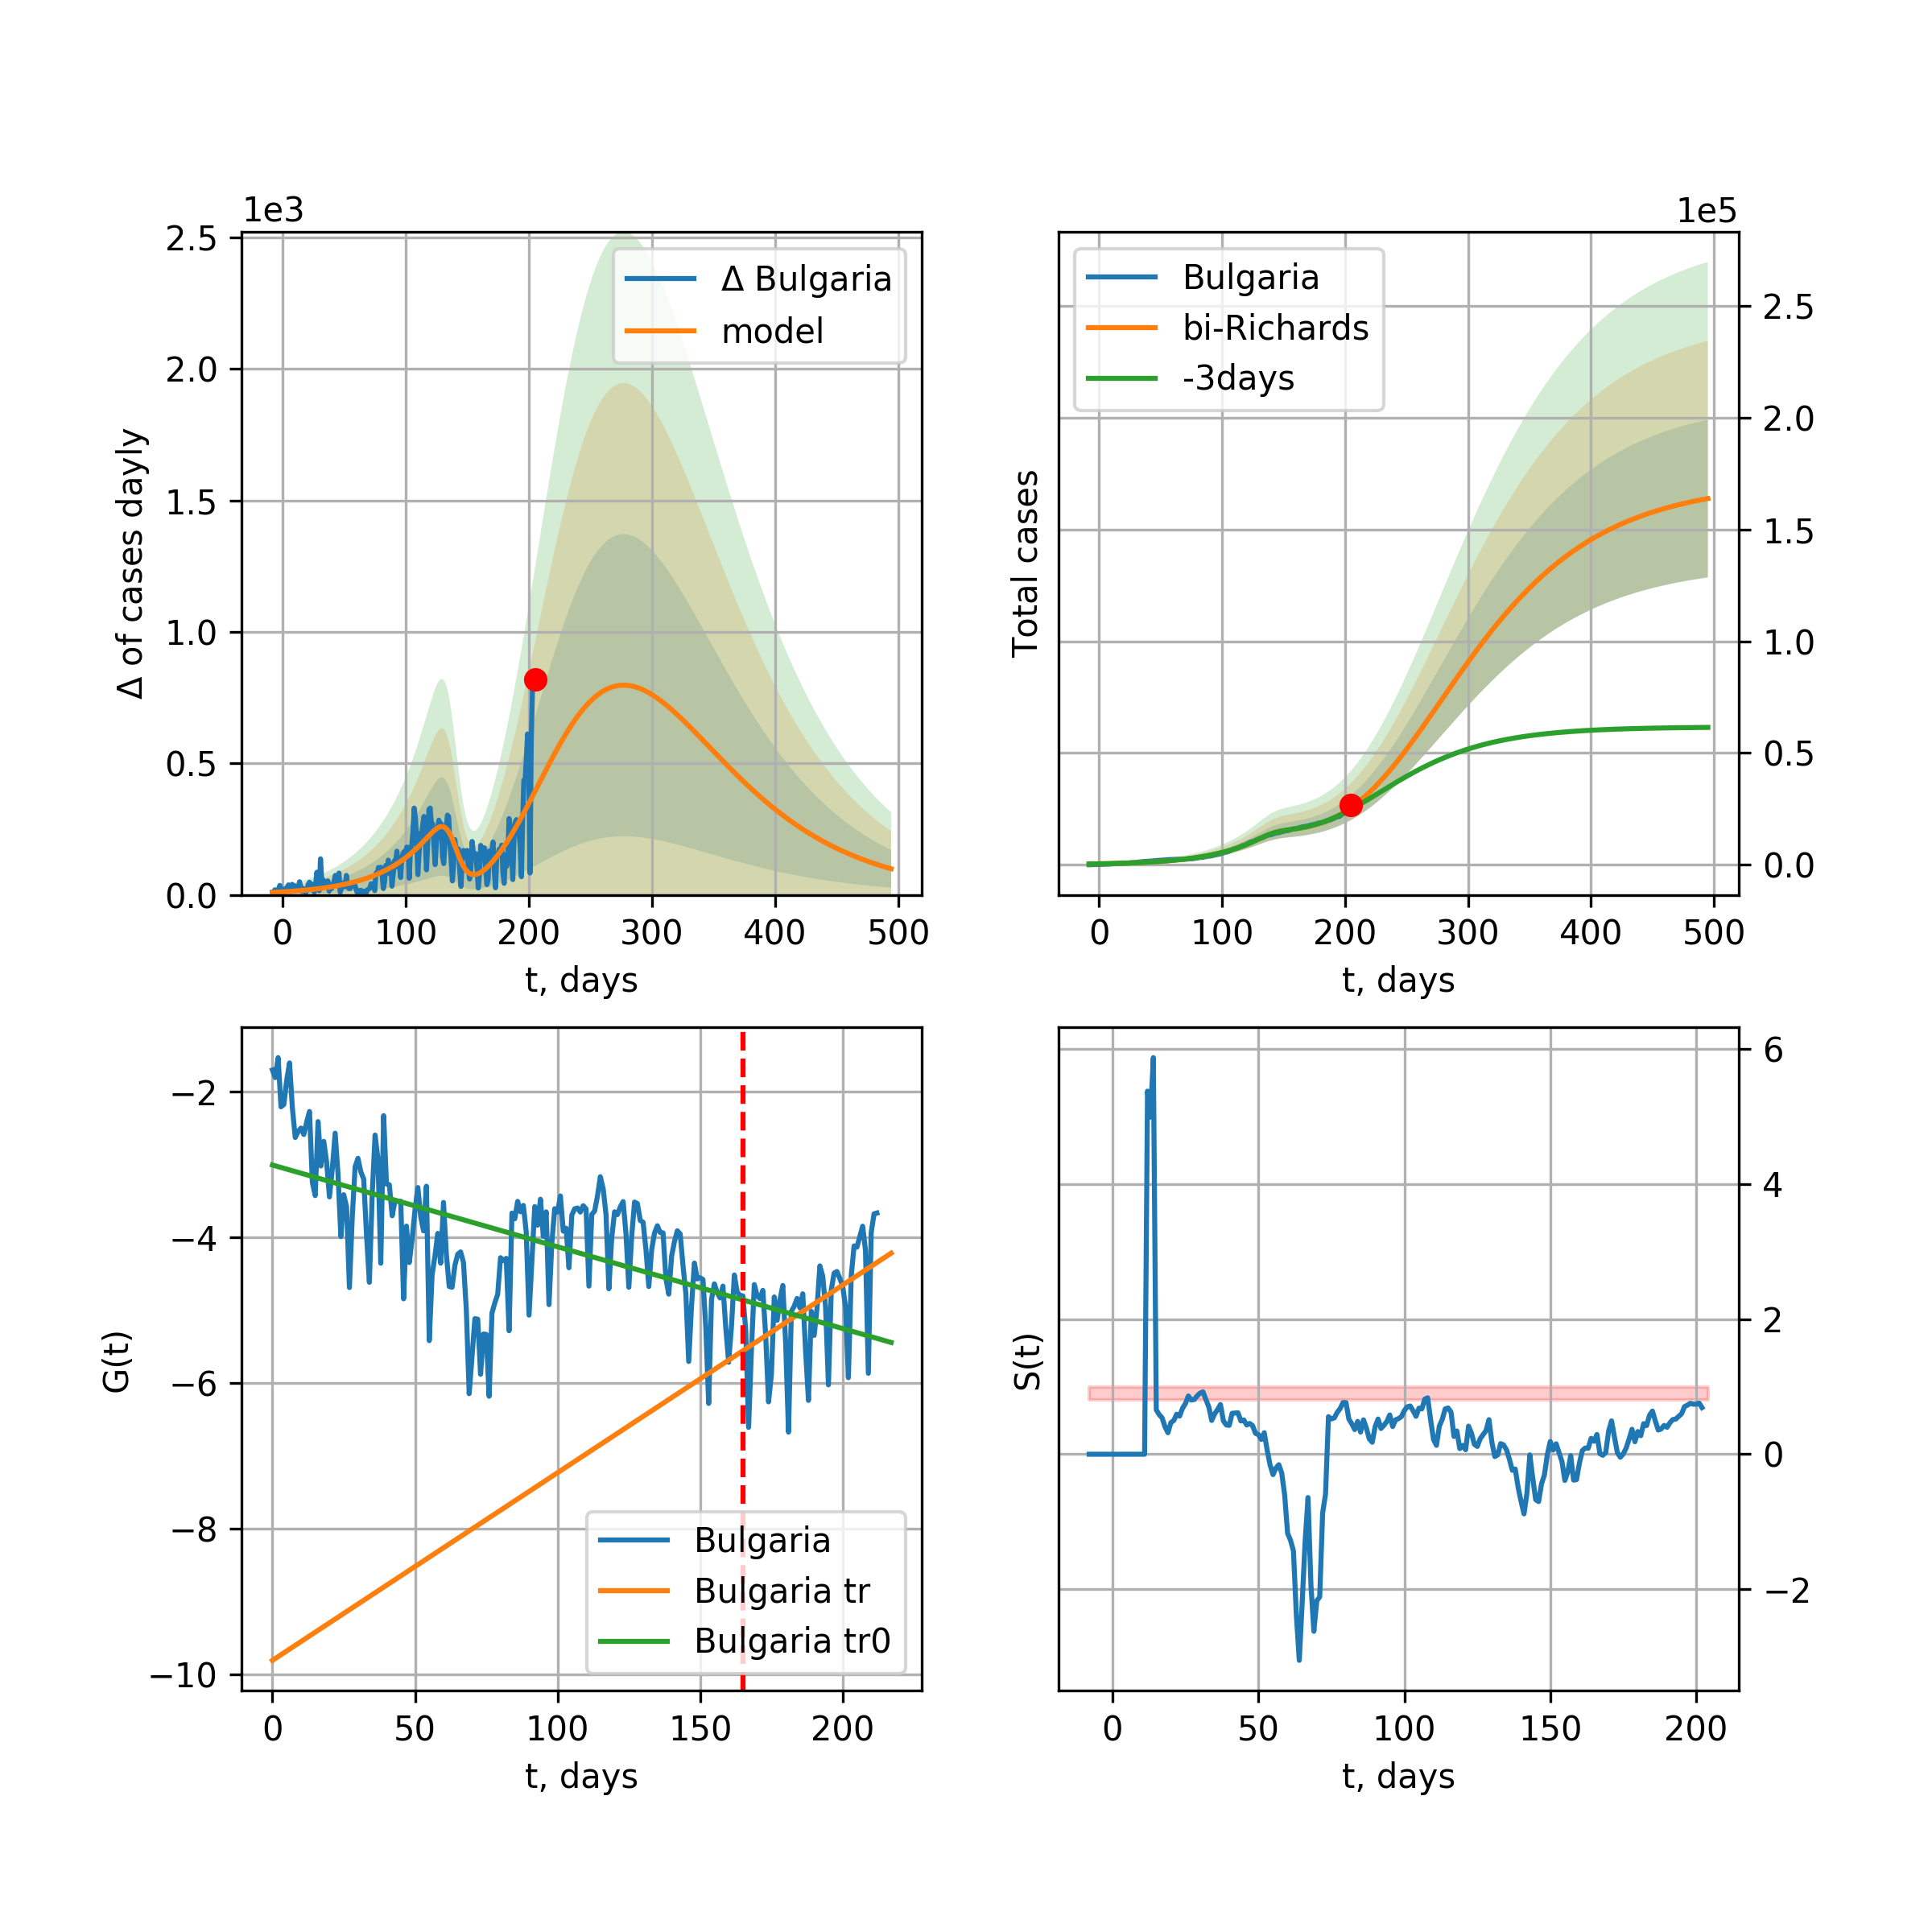 1e3
2.5
2.0
1.5
1.0
0.5
0.0
Δ of cases dayly
Δ Bulgaria
model
0 100 200 300 400 500
t, days
1e5
Total cases
Bulgaria
bi-Richards
-3days
2.5
2.0
1.5
1.0
0.5
0.0
0 100 200 300 400 500
t, days
−2
−4
−6
−8
−10
G(t)
Bulgaria
Bulgaria tr
Bulgaria tr0
0 50 100 150 200
t, days
S(t)
6
4
2
0
−2
0 50 100 150 200
t, days